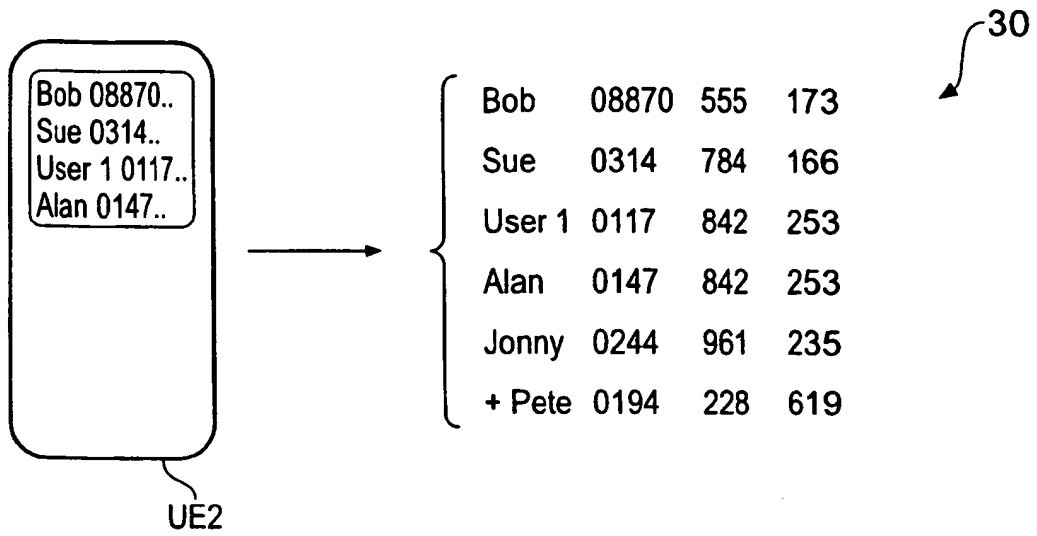 30
Bob 08870..
Sue 0314..
User 1 0117..
Alan 0147..
Bob 08870 555 173
Sue 0314 784 166
User 1 0117 842 253
Alan 0147 842 253
Jonny 0244 961 235
+ Pete 0194 228 619
UE2